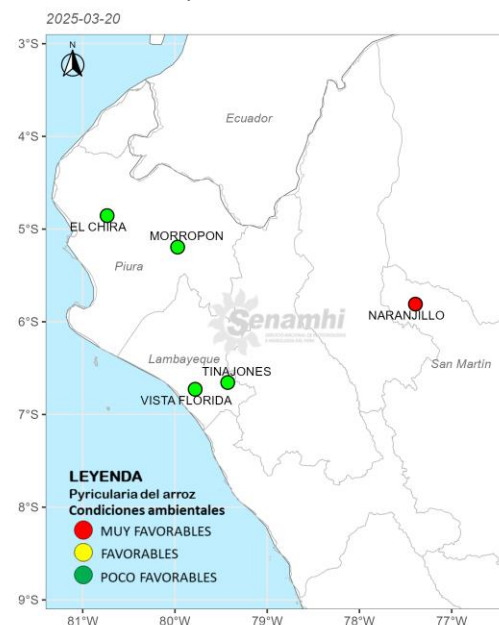 2025-03-20
3°S
N
Ecuador
4°S
5°S
EL CHIRA
MORROPON
Piura
6°S
NARANJILLO
Senamhi
Lambayeque
San Martín
TINAJONES
VISTA FLORIDA
7°S
LEYENDA
Pyricularia del arroz
Condiciones ambientales
8°S
MUY FAVORABLES
FAVORABLES
POCO FAVORABLES
9°S
81°W 80°W 79°W 78°W 77°W